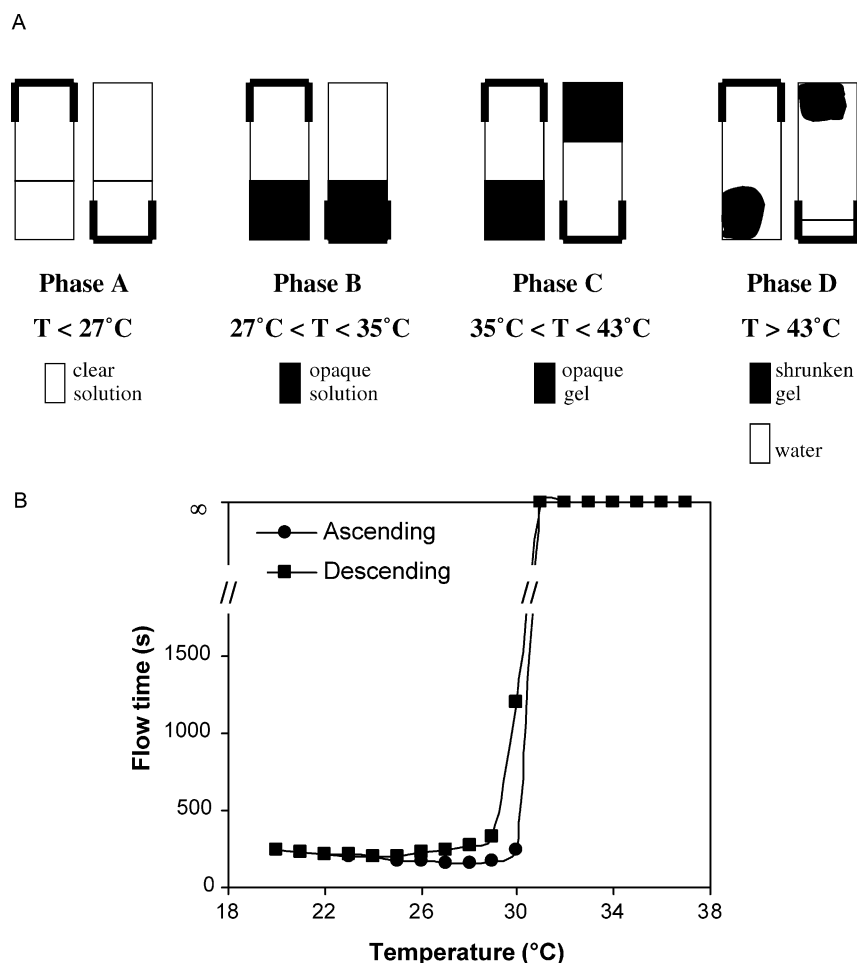 A
Phase A
Phase B
Phase C
Phase D
T < 27˚C
27˚C < T < 35˚C
35˚C < T < 43˚C
T > 43˚C
clear
solution
opaque
solution
opaque
gel
shrunken
gel
water
B
∞
Ascending
Descending
1500
1000
500
0
Flow time (s)
18
22
26
30
34
38
Temperature (°C)